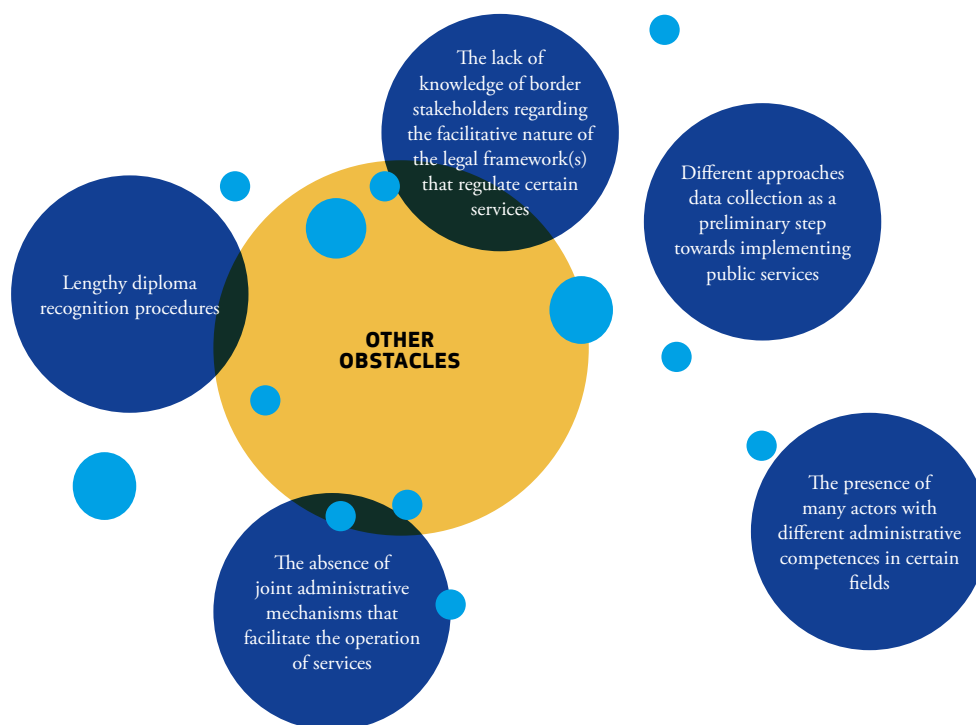 The lack of
knowledge of border
stakeholders regarding
the facilitative nature of
the legal framework(s)
that regulate certain
services
Different approaches
data collection as a
preliminary step
towards implementing
public services
Lengthy diploma
recognition procedures
OTHER
OBSTACLES
The presence of
many actors with
different administrative
competences in certain
fields
The absence of
joint administrative
mechanisms that
facilitate the operation
of services